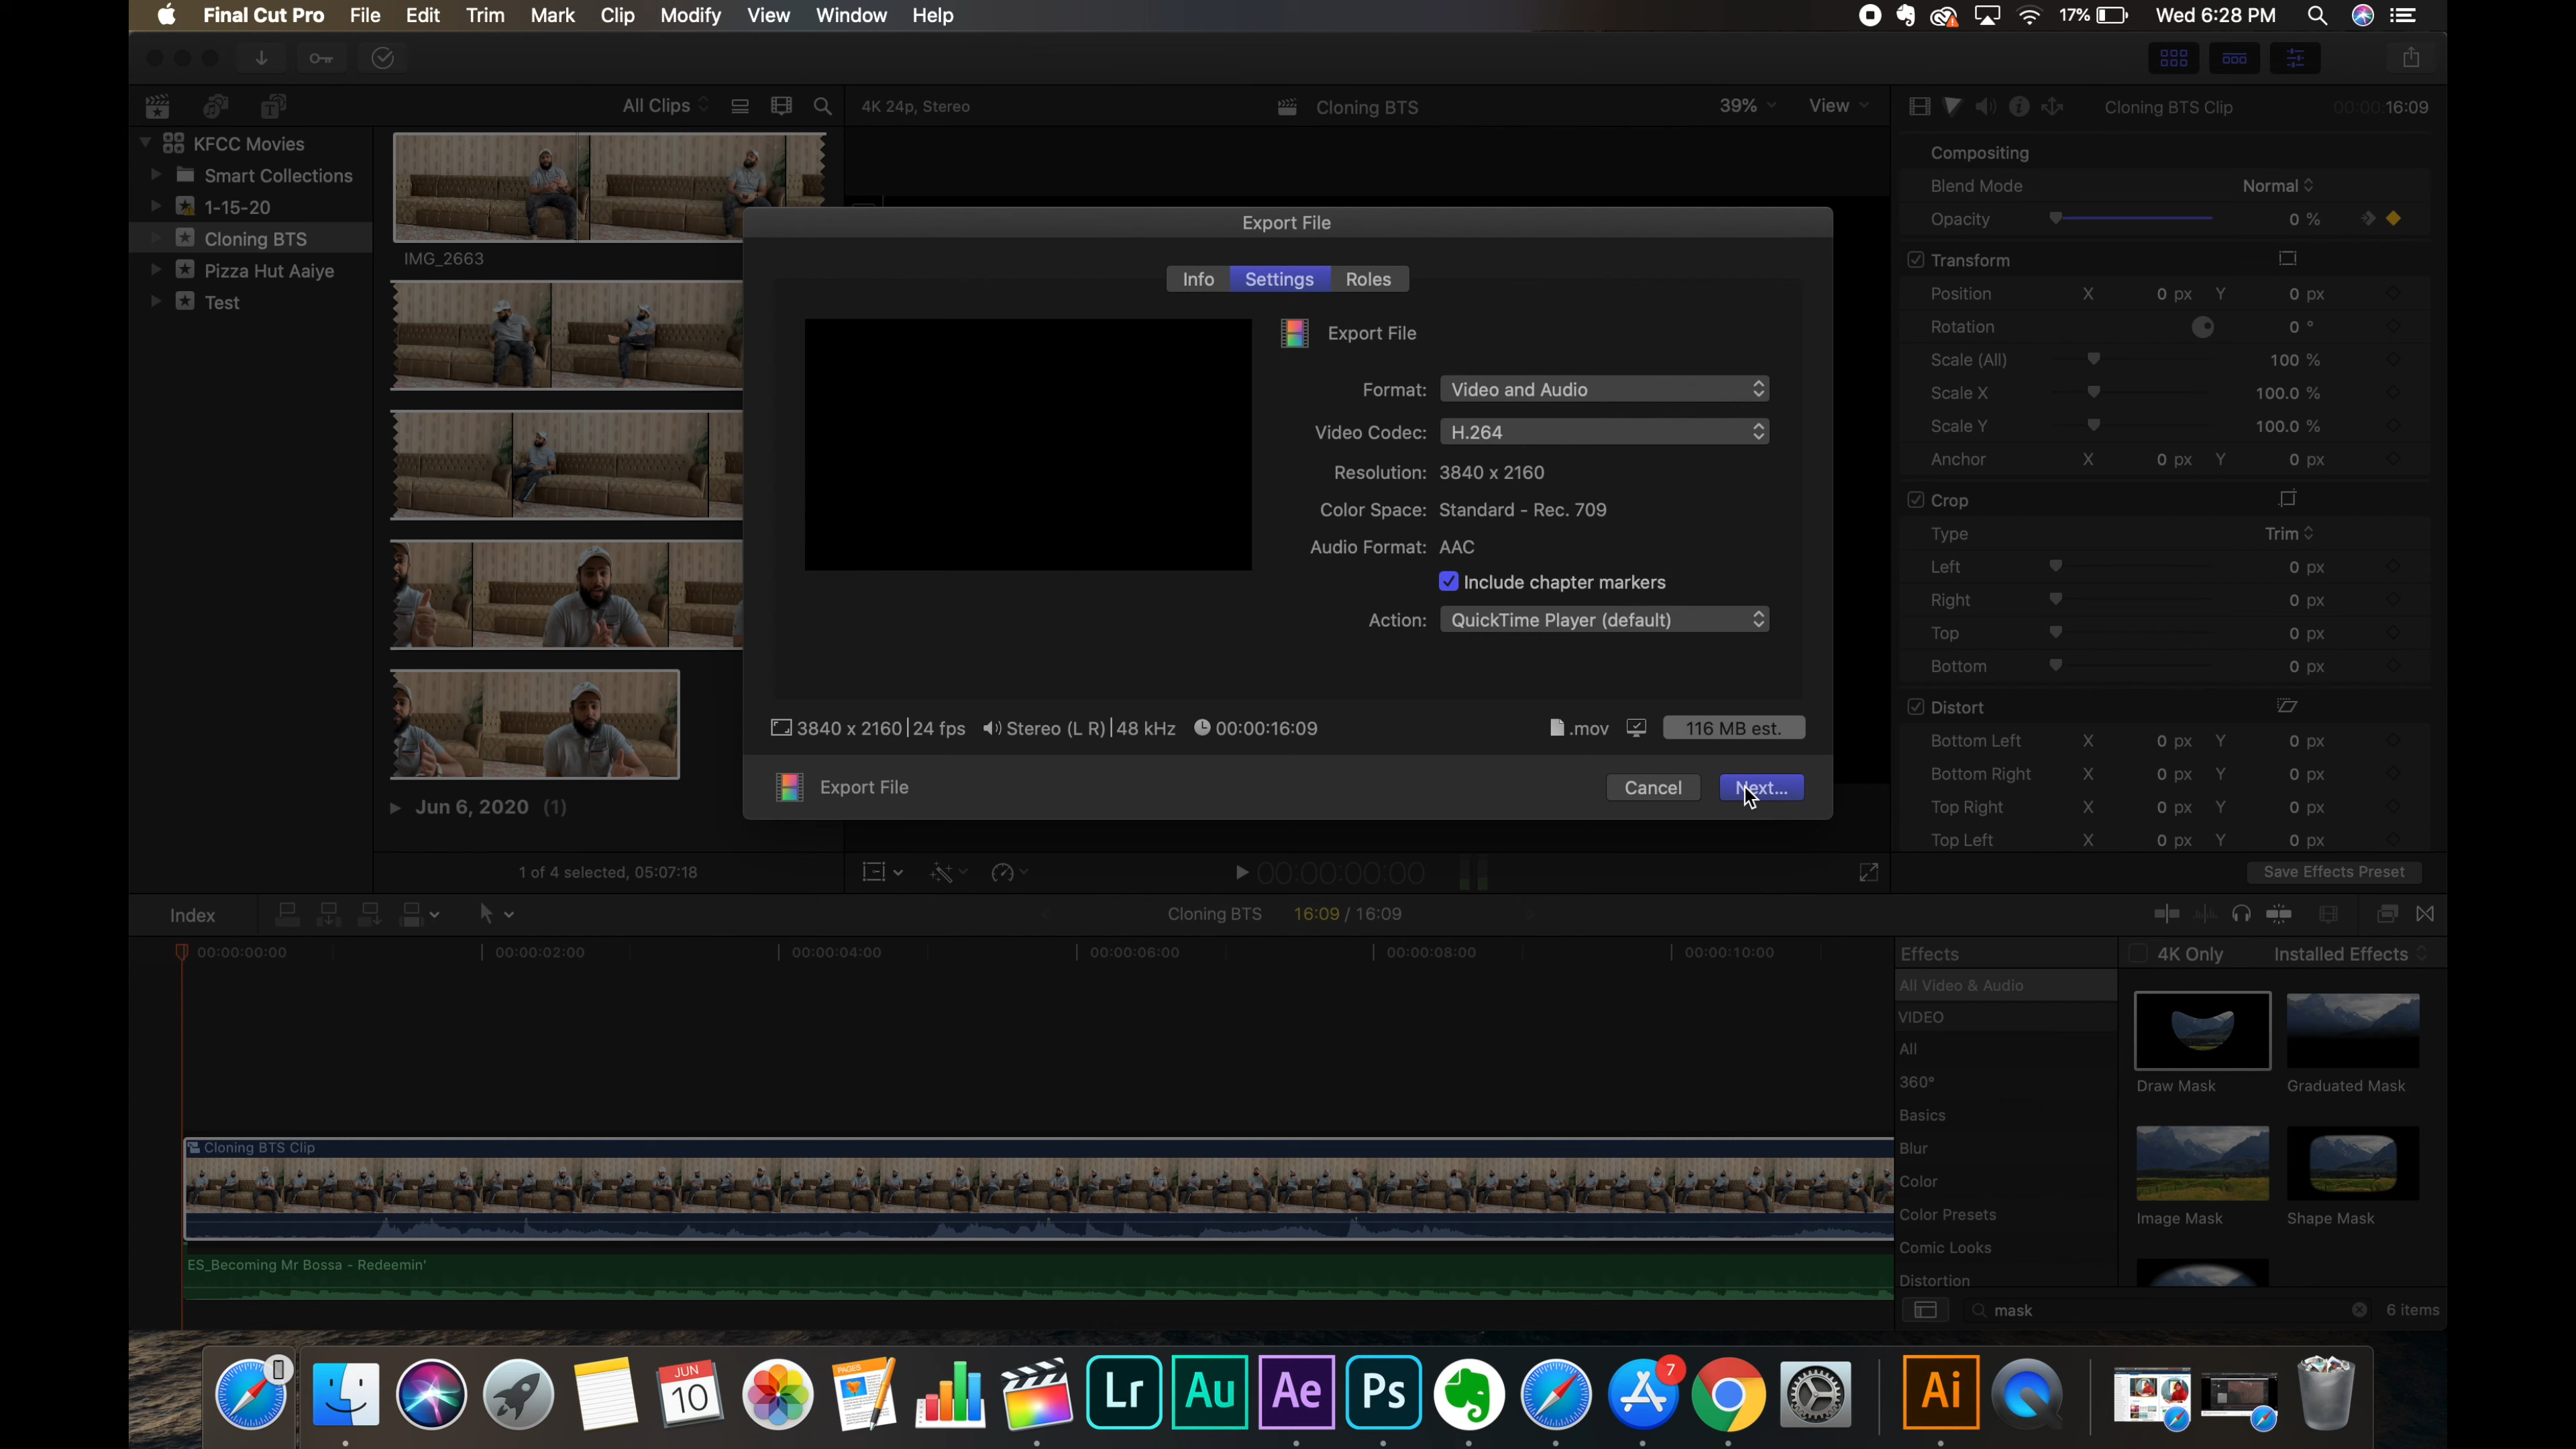 Final Cut Pro File Edit Trim Mark Clip Modify View Window Help 17% Wed 6:28 PM
All Clips 4K 24p, Stereo Cloning BTS 39% View Cloning BTS Clip 00:00:16:09
KFCC Movies
Smart Collections
1-15-20
Cloning BTS
Pizza Hut Aaiye
Test
IMG_2663
Jun 6, 2020 (1)
1 of 4 selected, 05:07:18
Export File
Info Settings Roles
Export File
Format: Video and Audio
Video Codec: H.264
Resolution: 3840 x 2160
Color Space: Standard - Rec. 709
Audio Format: AAC
Include chapter markers
Action: QuickTime Player (default)
3840 x 2160 | 24 fps Stereo (L R) | 48 kHz 00:00:16:09 .mov 116 MB est.
Export File Cancel Next...
00:00:00:00
Compositing
Blend Mode Normal
Opacity 0 %
Transform
Position X 0 px Y 0 px
Rotation 0 °
Scale (All) 100 %
Scale X 100.0 %
Scale Y 100.0 %
Anchor X 0 px Y 0 px
Crop
Type Trim
Left 0 px
Right 0 px
Top 0 px
Bottom 0 px
Distort
Bottom Left X 0 px Y 0 px
Bottom Right X 0 px Y 0 px
Top Right X 0 px Y 0 px
Top Left X 0 px Y 0 px
Save Effects Preset
Index Cloning BTS 16:09 / 16:09
00:00:00:00 00:00:02:00 00:00:04:00 00:00:06:00 00:00:08:00 00:00:10:00
Cloning BTS Clip
ES_Becoming Mr Bossa - Redeemin'
Effects 4K Only Installed Effects
All Video & Audio
VIDEO
All
360°
Basics
Blur
Color
Color Presets
Comic Looks
Distortion
Draw Mask Graduated Mask
Image Mask Shape Mask
mask 6 items
JUN
10
PAGES
Lr Au Ae Ps 7 Ai